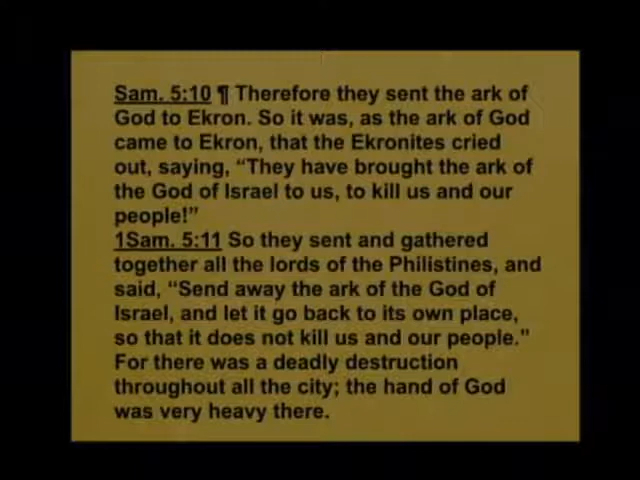 Sam. 5:10 ¶ Therefore they sent the ark of
God to Ekron. So it was, as the ark of God
came to Ekron, that the Ekronites cried
out, saying, “They have brought the ark of
the God of Israel to us, to kill us and our
people!”
1Sam. 5:11 So they sent and gathered
together all the lords of the Philistines, and
said, “Send away the ark of the God of
Israel, and let it go back to its own place,
so that it does not kill us and our people.”
For there was a deadly destruction
throughout all the city; the hand of God
was very heavy there.